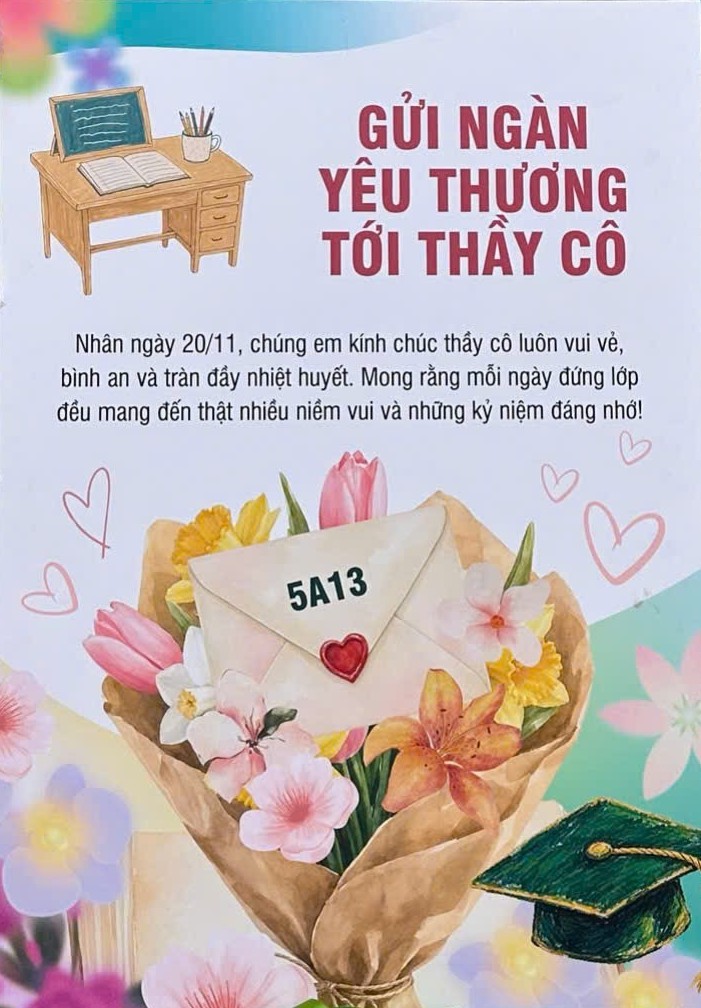 GỬI NGÀN
YÊU THƯƠNG
TỚI THẦY CÔ
Nhân ngày 20/11, chúng em kính chúc thầy cô luôn vui vẻ,
bình an và tràn đầy nhiệt huyết. Mong rằng mỗi ngày đứng lớp
đều mang đến thật nhiều niềm vui và những kỷ niệm đáng nhớ!
5A13